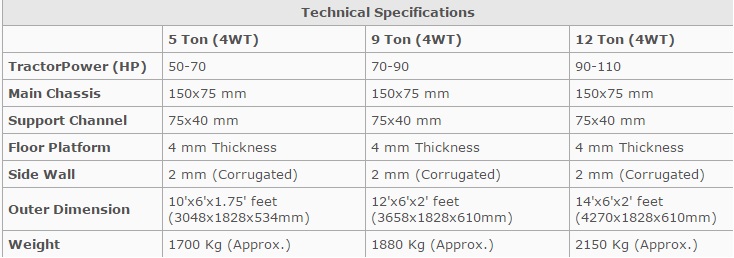 Technical Specifications
5 Ton (4WT) 9 Ton (4WT) 12 Ton (4WT)
TractorPower (HP) 50-70 70-90 90-110
Main Chassis 150x75 mm 150x75 mm 150x75 mm
Support Channel 75x40 mm 75x40 mm 75x40 mm
Floor Platform 4 mm Thickness 4 mm Thickness 4 mm Thickness
Side Wall 2 mm (Corrugated) 2 mm (Corrugated) 2 mm (Corrugated)
Outer Dimension 10'x6'x1.75' feet 12'x6'x2' feet 14'x6'x2' feet
(3048x1828x534mm) (3658x1828x610mm) (4270x1828x610mm)
Weight 1700 Kg (Approx.) 1880 Kg (Approx.) 2150 Kg (Approx.)